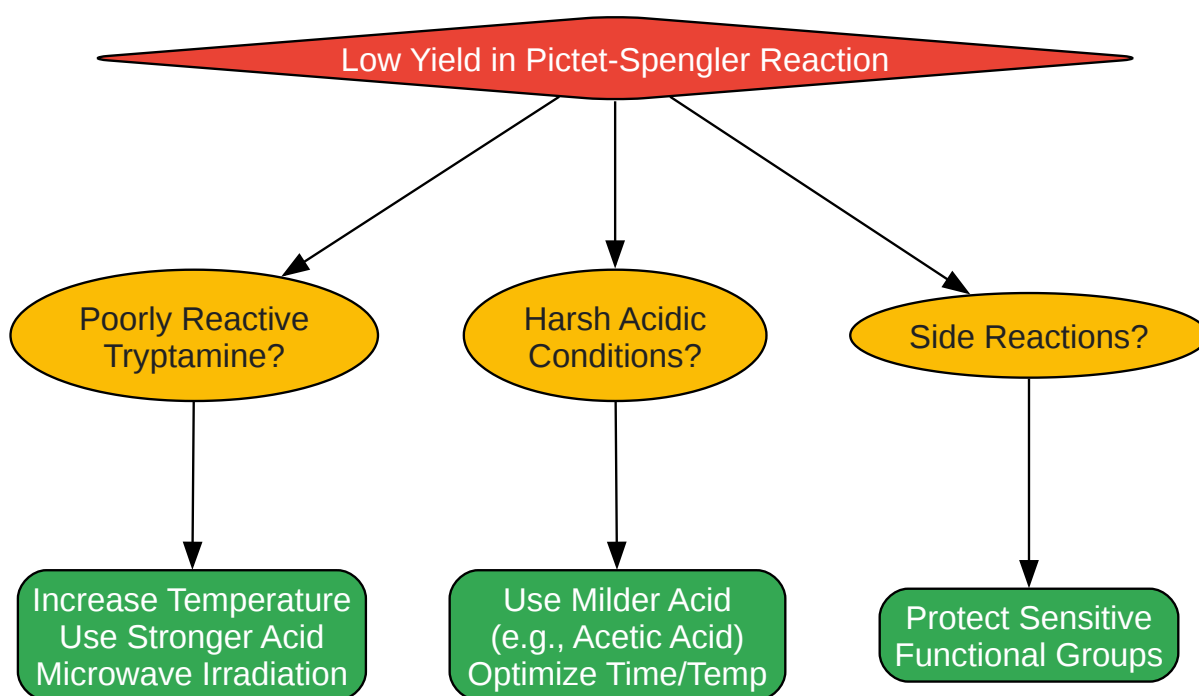 Low Yield in Pictet-Spengler Reaction
Poorly Reactive
Tryptamine?
Harsh Acidic
Conditions?
Side Reactions?
Increase Temperature
Use Stronger Acid
Microwave Irradiation
Use Milder Acid
(e.g., Acetic Acid)
Optimize Time/Temp
Protect Sensitive
Functional Groups